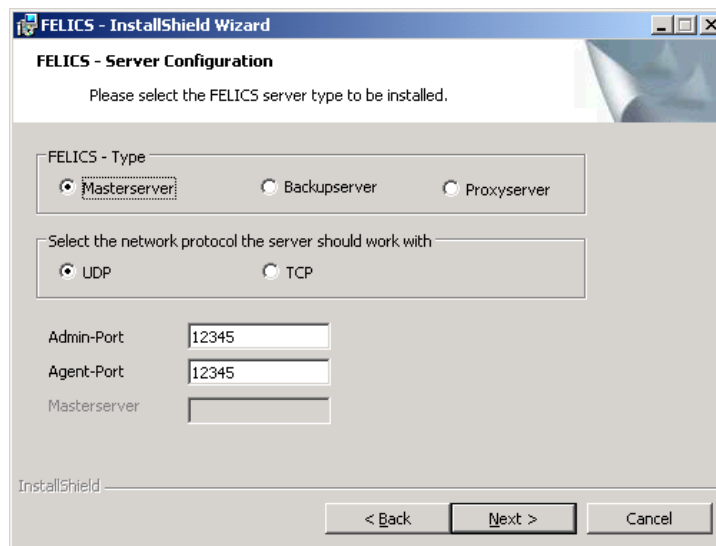 FELICS - InstallShield Wizard
FELICS - Server Configuration
Please select the FELICS server type to be installed.
FELICS - Type
Masterserver Backupserver Proxyserver
Select the network protocol the server should work with
UDP TCP
Admin-Port 12345
Agent-Port 12345
Masterserver
InstallShield
< Back Next > Cancel